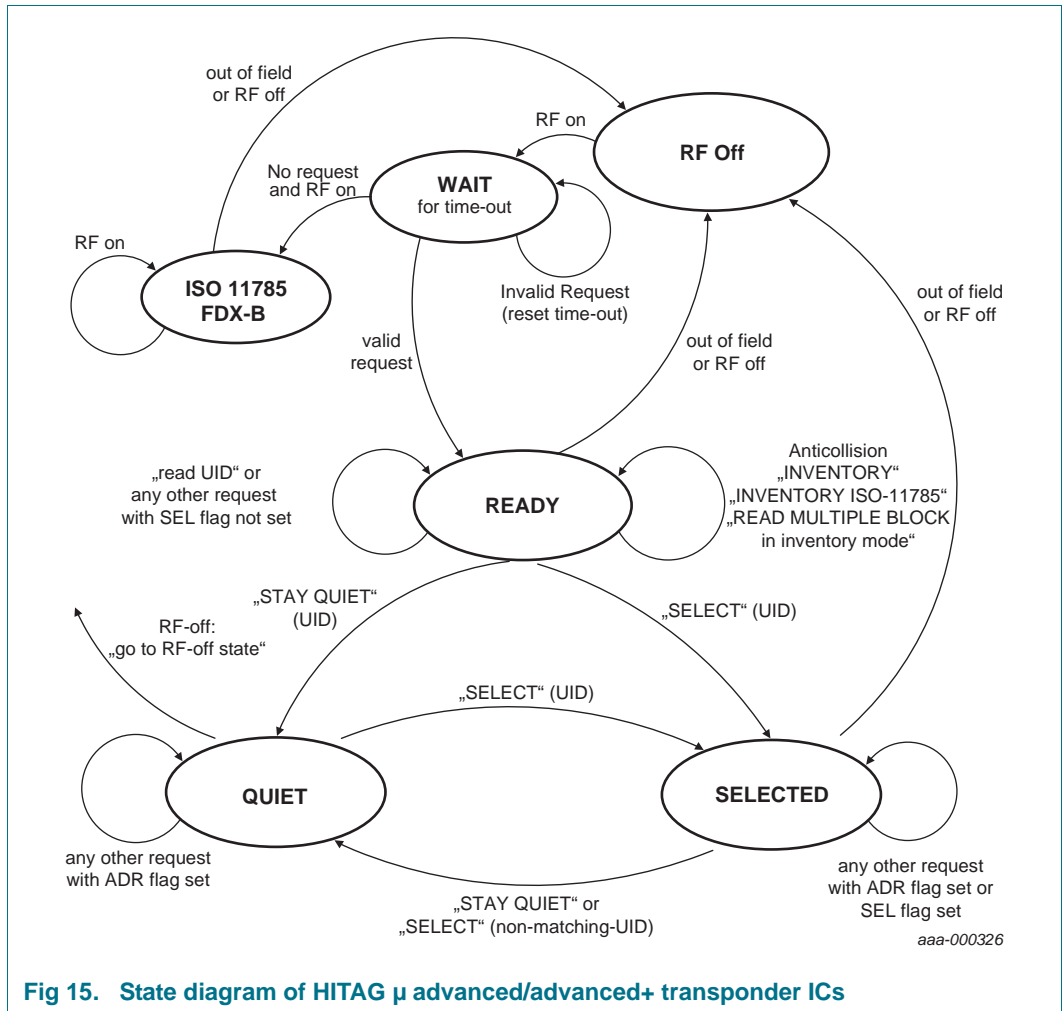 out of field
or RF off
RF on
RF Off
No request
and RF on
WAIT
for time-out
RF on
ISO 11785
FDX-B
Invalid Request
(reset time-out)
out of field
or RF off
valid
request
out of field
or RF off
„read UID“ or
any other request
with SEL flag not set
READY
Anticollision
„INVENTORY“
„INVENTORY ISO-11785“
„READ MULTIPLE BLOCK
in inventory mode“
„STAY QUIET“
(UID)
„SELECT“ (UID)
RF-off:
„go to RF-off state“
„SELECT“ (UID)
QUIET
SELECTED
any other request
with ADR flag set
any other request
with ADR flag set or
SEL flag set
„STAY QUIET“ or
„SELECT“ (non-matching-UID)
aaa-000326
Fig 15. State diagram of HITAG µ advanced/advanced+ transponder ICs